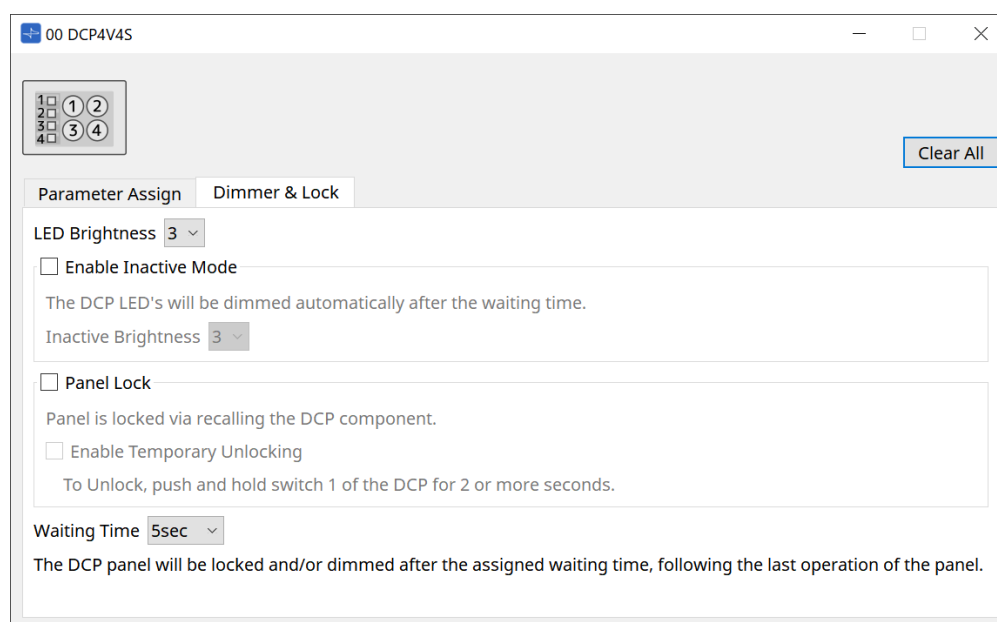 00 DCP4V4S
1 1 2
2
3 3 4
4
Clear All
Parameter Assign Dimmer & Lock
LED Brightness 3
Enable Inactive Mode
The DCP LED's will be dimmed automatically after the waiting time.
Inactive Brightness 3
Panel Lock
Panel is locked via recalling the DCP component.
Enable Temporary Unlocking
To Unlock, push and hold switch 1 of the DCP for 2 or more seconds.
Waiting Time 5sec
The DCP panel will be locked and/or dimmed after the assigned waiting time, following the last operation of the panel.